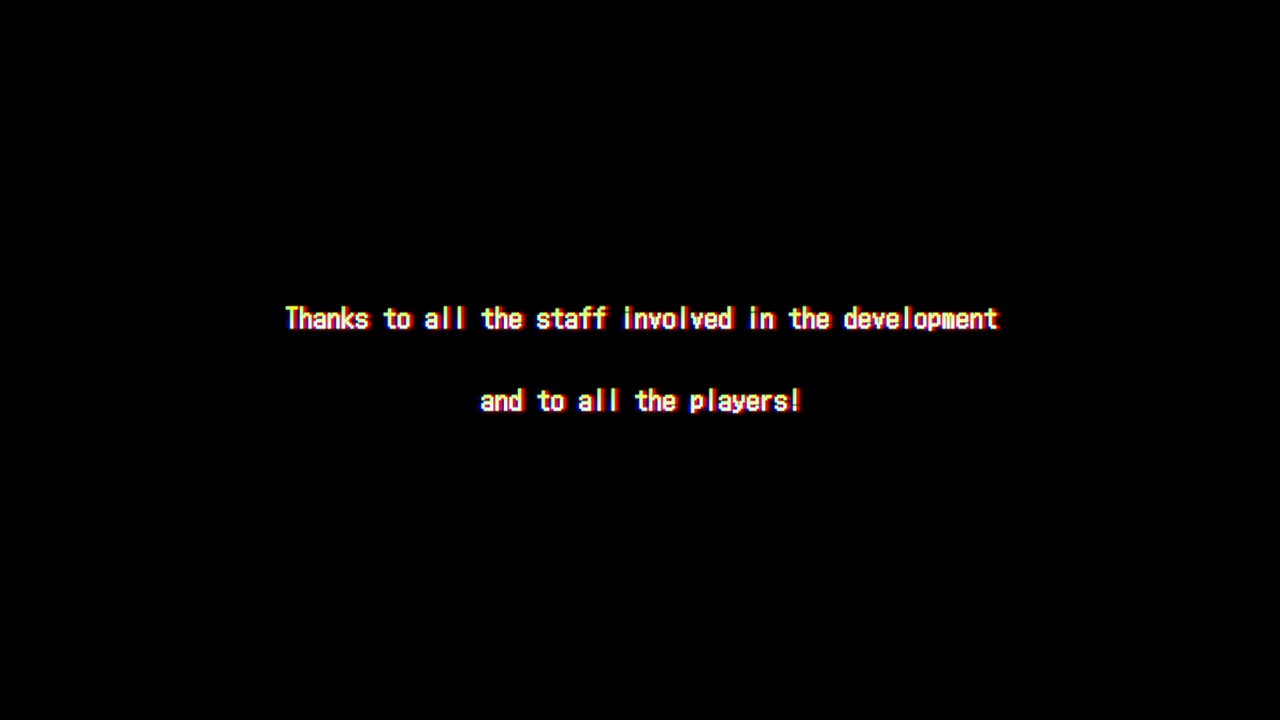 Thanks to all the staff involved in the development
and to all the players!